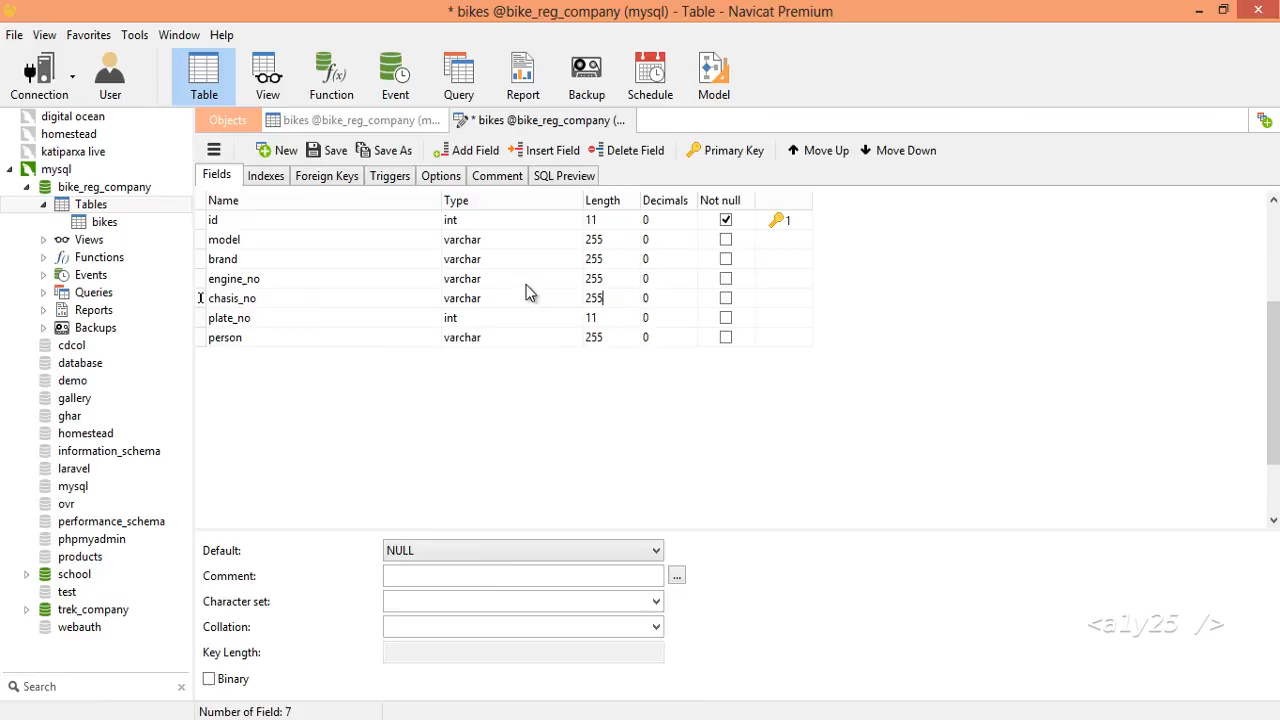 * bikes @bike_reg_company (mysql) - Table - Navicat Premium
File View Favorites Tools Window Help
Connection User Table View Function Event Query Report Backup Schedule Model
digital ocean
homestead
katiparxa live
mysql
bike_reg_company
Tables
bikes
Views
Functions
Events
Queries
Reports
Backups
cdcol
database
demo
gallery
ghar
homestead
information_schema
laravel
mysql
ovr
performance_schema
phpmyadmin
products
school
test
trek_company
webauth
Search
Objects bikes @bike_reg_company (m... * bikes @bike_reg_company (...
New Save Save As Add Field Insert Field Delete Field Primary Key Move Up Move Down
Fields Indexes Foreign Keys Triggers Options Comment SQL Preview
Name Type Length Decimals Not null
id int 11 0 1
model varchar 255 0
brand varchar 255 0
engine_no varchar 255 0
chasis_no varchar 255 0
plate_no int 11 0
person varchar 255 0
Default: NULL
Comment: ...
Character set:
Collation:
Key Length:
Binary
<a1y25 />
Number of Field: 7